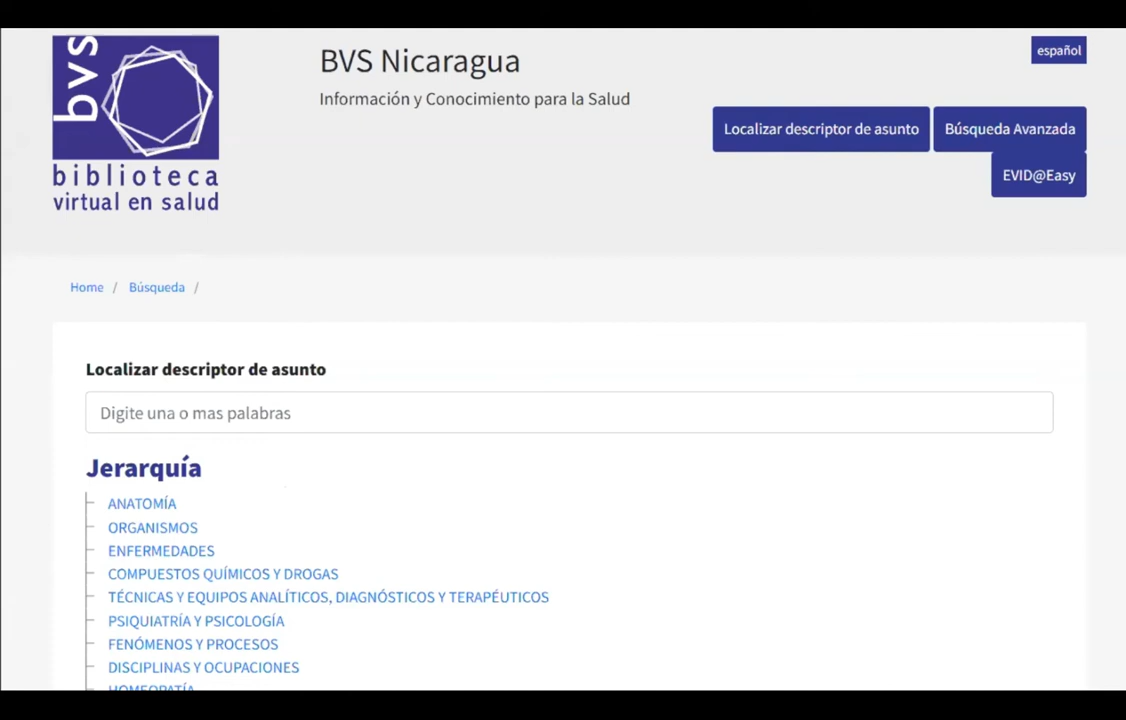 bvs
biblioteca
virtual en salud
BVS Nicaragua
Información y Conocimiento para la Salud
español
Localizar descriptor de asunto
Búsqueda Avanzada
EVID@Easy
Home / Búsqueda /
Localizar descriptor de asunto
Digite una o mas palabras
Jerarquía
ANATOMÍA
ORGANISMOS
ENFERMEDADES
COMPUESTOS QUÍMICOS Y DROGAS
TÉCNICAS Y EQUIPOS ANALÍTICOS, DIAGNÓSTICOS Y TERAPÉUTICOS
PSIQUIATRÍA Y PSICOLOGÍA
FENÓMENOS Y PROCESOS
DISCIPLINAS Y OCUPACIONES
HOMEOPATÍA